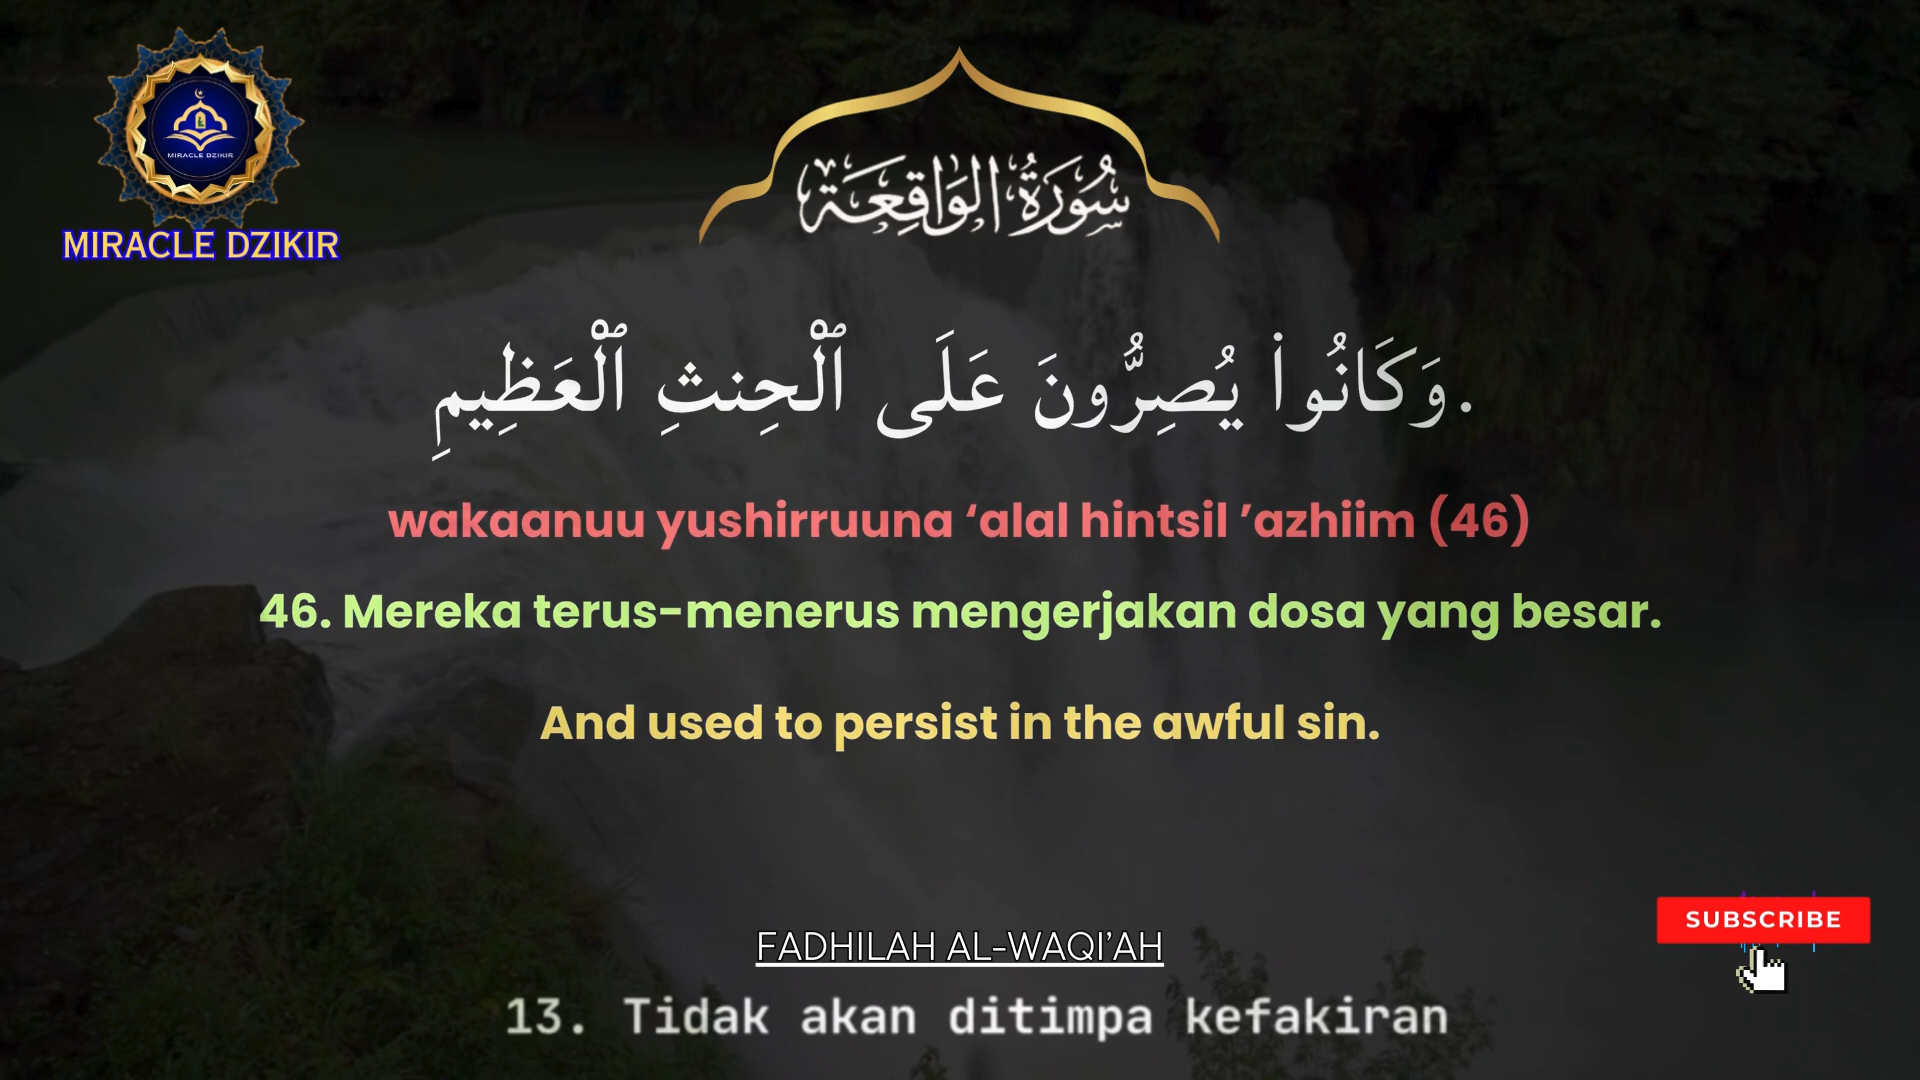 MIRACLE DZIKIR
MIRACLE DZIKIR
سُورَةُ الوَاقِعَة
.وَكَانُوا۟ يُصِرُّونَ عَلَى ٱلْحِنثِ ٱلْعَظِيمِ
wakaanuu yushirruuna ‘alal hintsil ’azhiim (46)
46. Mereka terus-menerus mengerjakan dosa yang besar.
And used to persist in the awful sin.
SUBSCRIBE
FADHILAH AL-WAQI’AH
13. Tidak akan ditimpa kefakiran